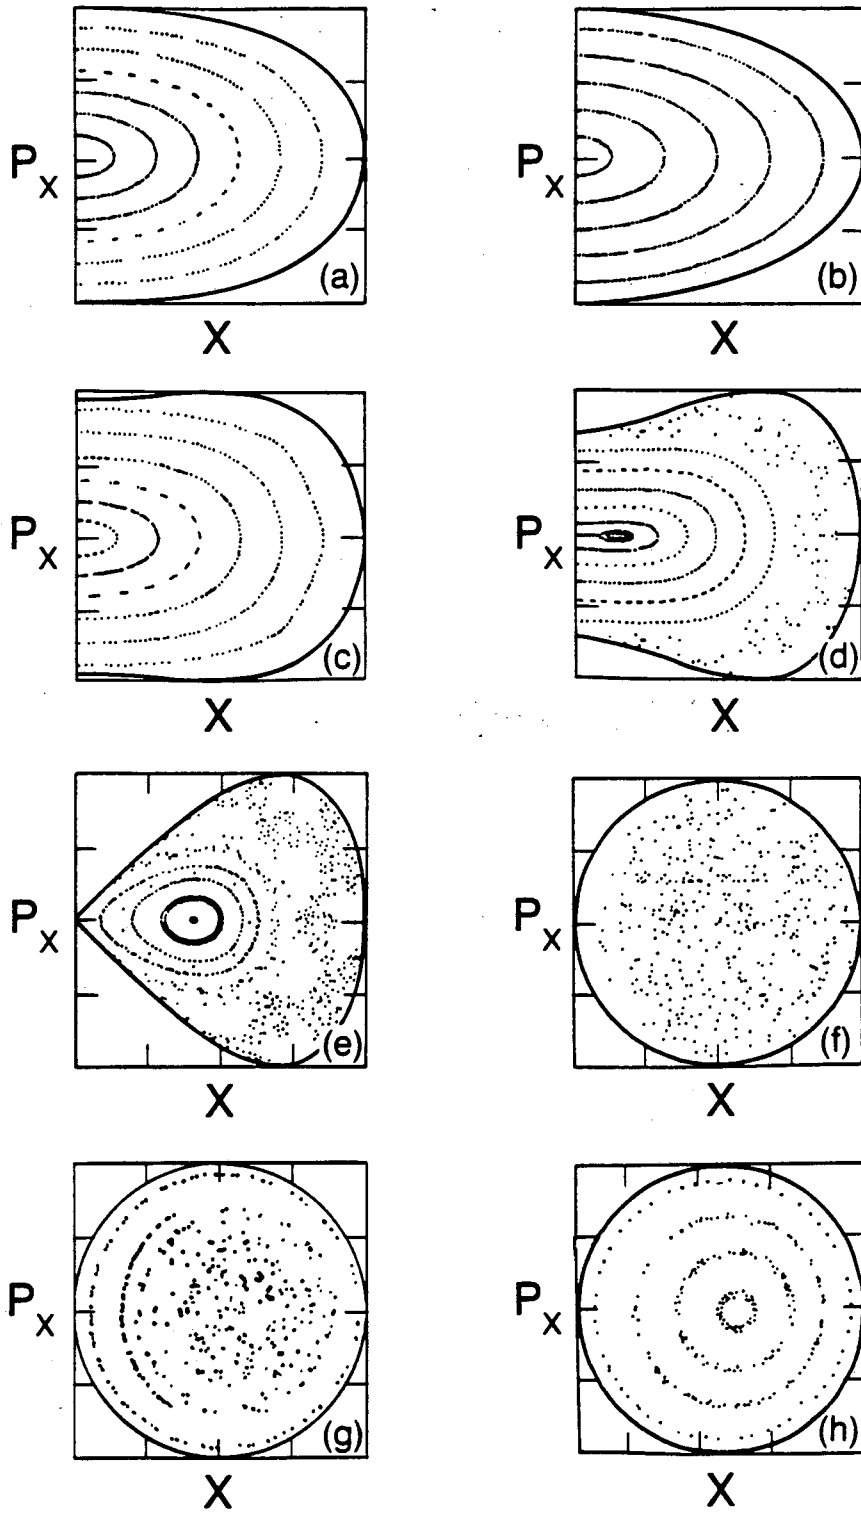 P_X (a) P_X (b)
X X
P_X (c) P_X (d)
X X
P_X (e) P_X (f)
X X
P_X (g) P_X (h)
X X